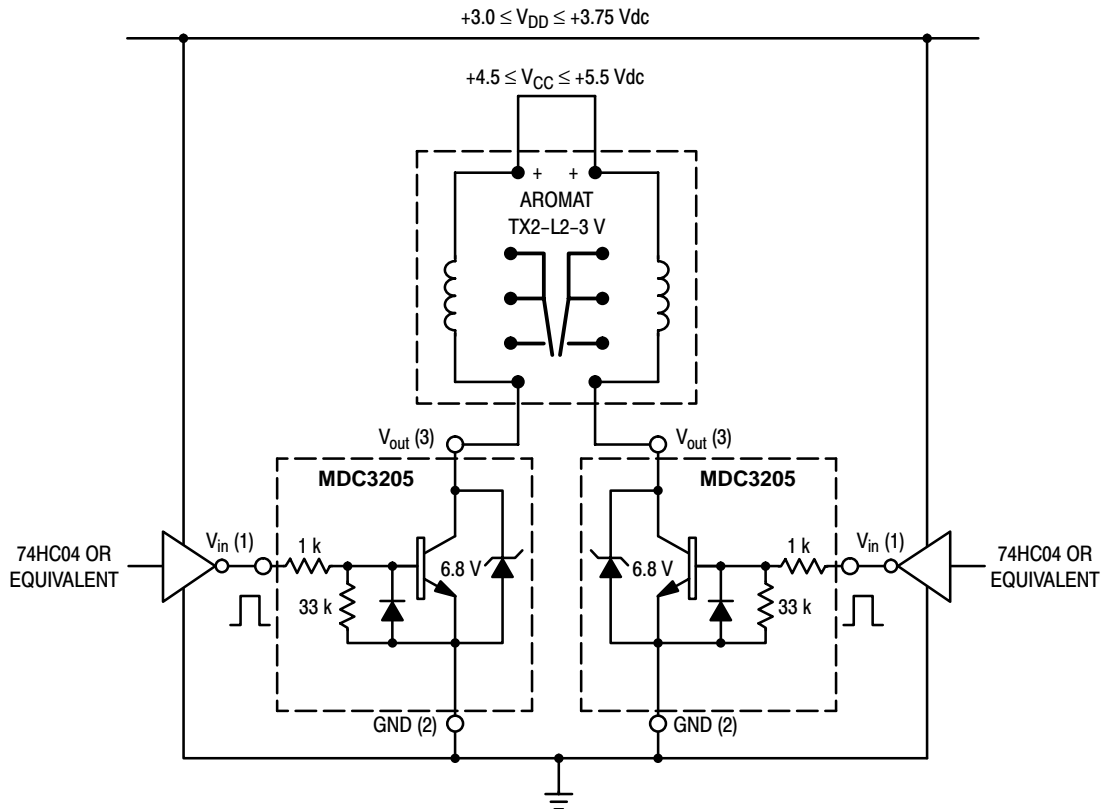 +3.0 ≤ VDD ≤ +3.75 Vdc
+4.5 ≤ VCC ≤ +5.5 Vdc
+ +
AROMAT
TX2–L2–3 V
Vout (3)
Vout (3)
MDC3205
MDC3205
74HC04 OR
EQUIVALENT
Vin (1)
1 k
33 k
6.8 V
6.8 V
1 k
33 k
Vin (1)
74HC04 OR
EQUIVALENT
GND (2)
GND (2)